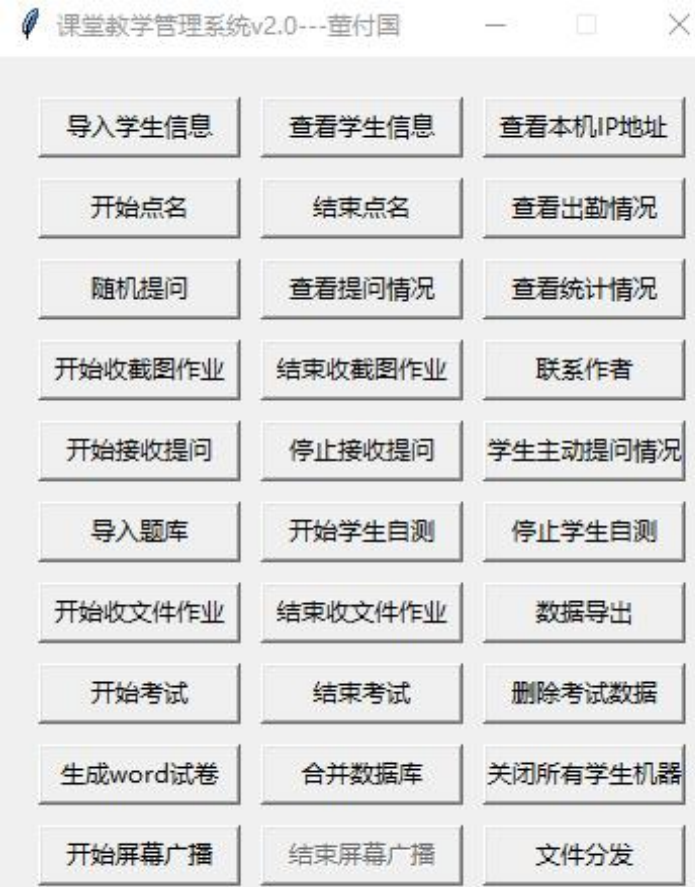 课堂教学管理系统v2.0---董付国
导入学生信息 查看学生信息 查看本机IP地址
开始点名 结束点名 查看出勤情况
随机提问 查看提问情况 查看统计情况
开始收截图作业 结束收截图作业 联系作者
开始接收提问 停止接收提问 学生主动提问情况
导入题库 开始学生自测 停止学生自测
开始收文件作业 结束收文件作业 数据导出
开始考试 结束考试 删除考试数据
生成word试卷 合并数据库 关闭所有学生机器
开始屏幕广播 结束屏幕广播 文件分发